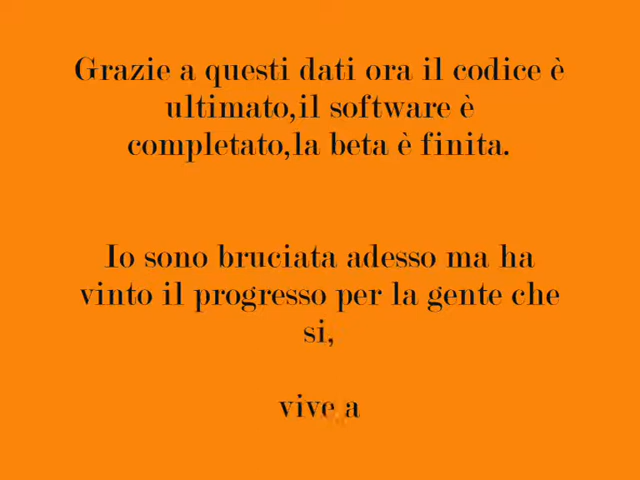 Grazie a questi dati ora il codice è
ultimato,il software è
completato,la beta è finita.
Io sono bruciata adesso ma ha
vinto il progresso per la gente che
si,
vive a